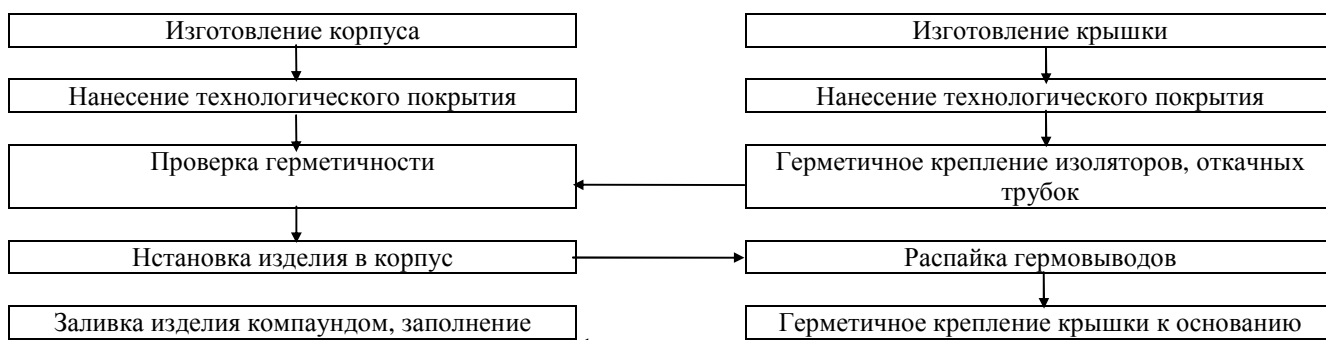 Изготовление корпуса
Изготовление крышки
Нанесение технологического покрытия
Нанесение технологического покрытия
Проверка герметичности
Герметичное крепление изоляторов, откачных
трубок
Нстановка изделия в корпус
Распайка гермовыводов
Заливка изделия компаундом, заполнение
Герметичное крепление крышки к основанию